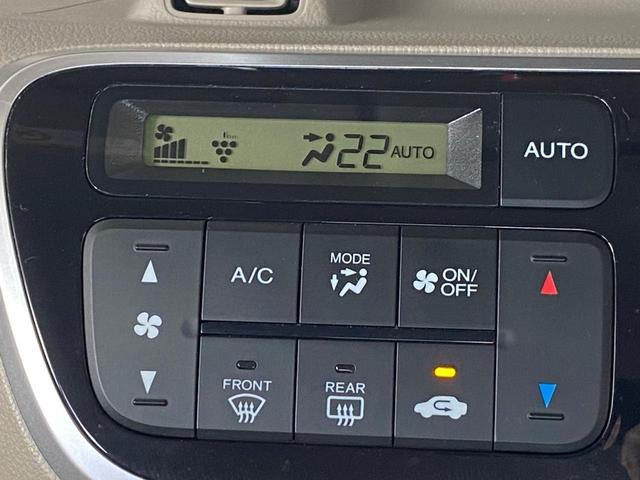 22 AUTO
AUTO
A/C
MODE
ON/
OFF
FRONT
REAR